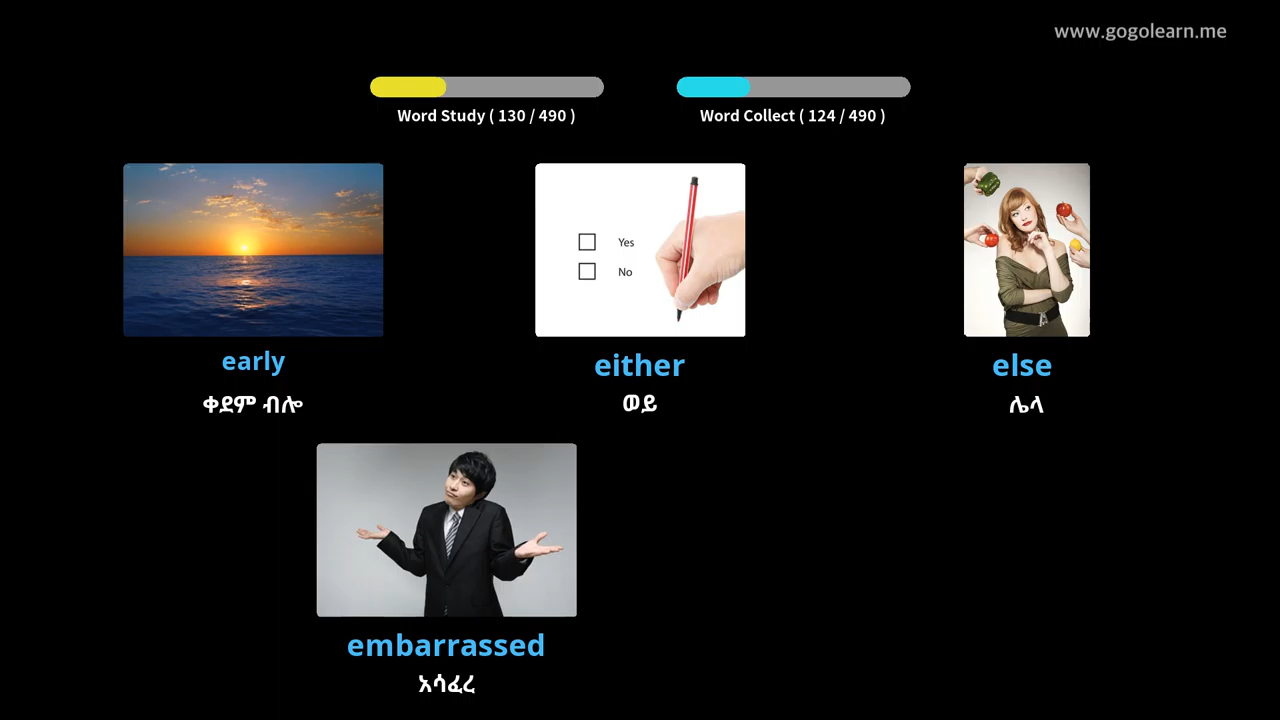 www.gogolearn.me
Word Study ( 130 / 490 )
Word Collect ( 124 / 490 )
Yes
No
early
ቀደም ብሎ
either
ወይ
else
ሌላ
embarrassed
አሳፈረ